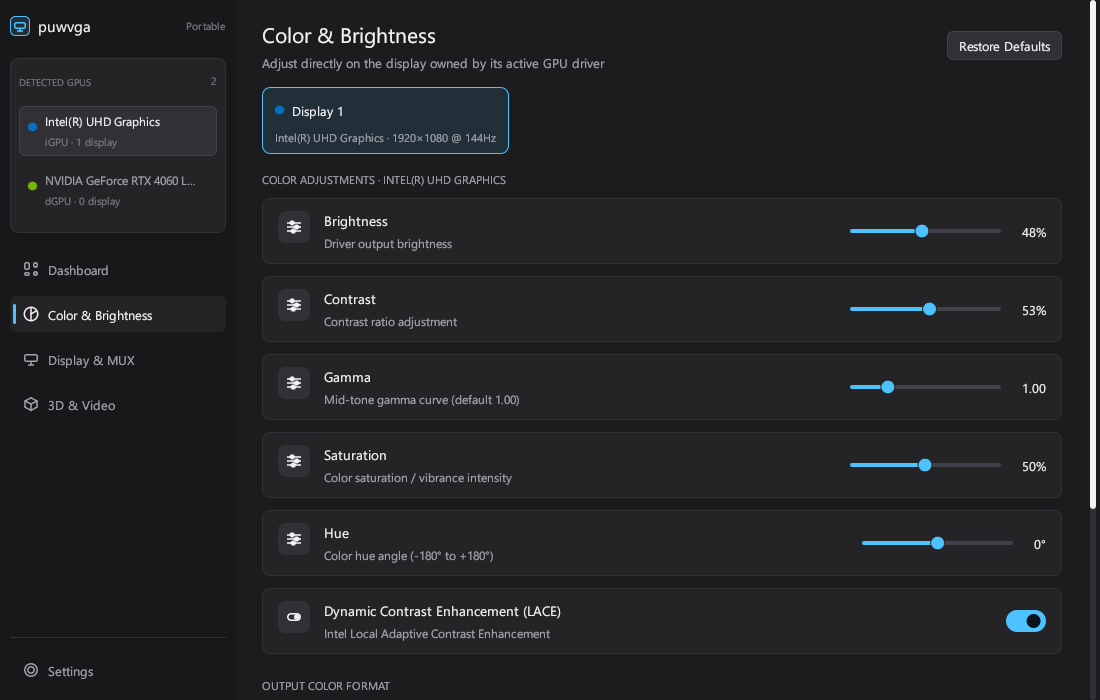 puwvga
Portable
DETECTED GPUS
2
Intel(R) UHD Graphics
iGPU · 1 display
NVIDIA GeForce RTX 4060 L...
dGPU · 0 display
Dashboard
Color & Brightness
Display & MUX
3D & Video
Settings
Color & Brightness
Adjust directly on the display owned by its active GPU driver
Restore Defaults
Display 1
Intel(R) UHD Graphics · 1920×1080 @ 144Hz
COLOR ADJUSTMENTS · INTEL(R) UHD GRAPHICS
Brightness
Driver output brightness
48%
Contrast
Contrast ratio adjustment
53%
Gamma
Mid-tone gamma curve (default 1.00)
1.00
Saturation
Color saturation / vibrance intensity
50%
Hue
Color hue angle (-180° to +180°)
0°
Dynamic Contrast Enhancement (LACE)
Intel Local Adaptive Contrast Enhancement
OUTPUT COLOR FORMAT